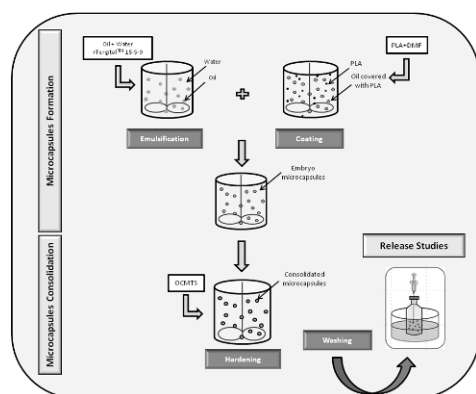 Microcapsules Formation
Oil + Water
+Tergitol™ 15-S-9
Water
Oil
Emulsification
PLA+DMF
PLA
Oil covered
with PLA
Coating
Embryo
microcapsules
Microcapsules Consolidation
OCMTS
Consolidated
microcapsules
Hardening
Washing
Release Studies